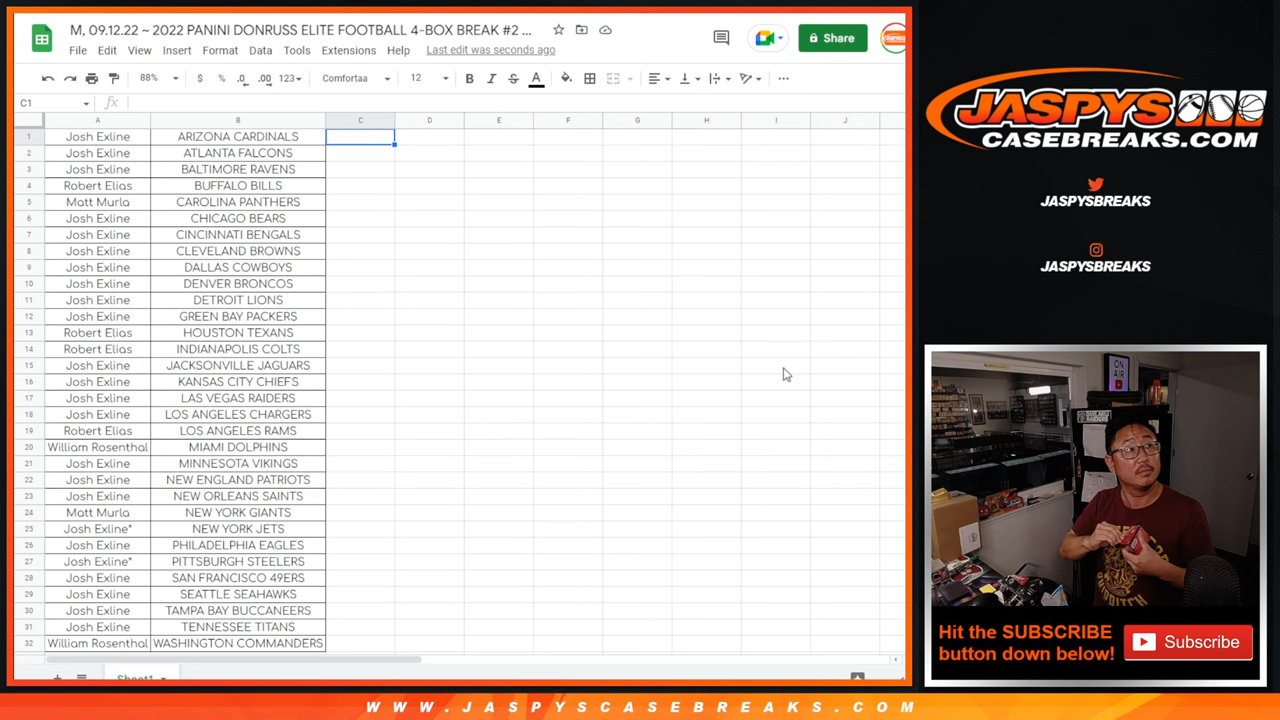 M, 09.12.22 ~ 2022 PANINI DONRUSS ELITE FOOTBALL 4-BOX BREAK #2 ...
File Edit View Insert Format Data Tools Extensions Help Last edit was seconds ago
Share
88% $ % .0 .00 123 Comfortaa 12 B I S A
C1 fx
A B C D E F G H I J
1 Josh Exline ARIZONA CARDINALS
2 Josh Exline ATLANTA FALCONS
3 Josh Exline BALTIMORE RAVENS
4 Robert Elias BUFFALO BILLS
5 Matt Murla CAROLINA PANTHERS
6 Josh Exline CHICAGO BEARS
7 Josh Exline CINCINNATI BENGALS
8 Josh Exline CLEVELAND BROWNS
9 Josh Exline DALLAS COWBOYS
10 Josh Exline DENVER BRONCOS
11 Josh Exline DETROIT LIONS
12 Josh Exline GREEN BAY PACKERS
13 Robert Elias HOUSTON TEXANS
14 Robert Elias INDIANAPOLIS COLTS
15 Josh Exline JACKSONVILLE JAGUARS
16 Josh Exline KANSAS CITY CHIEFS
17 Josh Exline LAS VEGAS RAIDERS
18 Josh Exline LOS ANGELES CHARGERS
19 Robert Elias LOS ANGELES RAMS
20 William Rosenthal MIAMI DOLPHINS
21 Josh Exline MINNESOTA VIKINGS
22 Josh Exline NEW ENGLAND PATRIOTS
23 Josh Exline NEW ORLEANS SAINTS
24 Matt Murla NEW YORK GIANTS
25 Josh Exline* NEW YORK JETS
26 Josh Exline PHILADELPHIA EAGLES
27 Josh Exline* PITTSBURGH STEELERS
28 Josh Exline SAN FRANCISCO 49ERS
29 Josh Exline SEATTLE SEAHAWKS
30 Josh Exline TAMPA BAY BUCCANEERS
31 Josh Exline TENNESSEE TITANS
32 William Rosenthal WASHINGTON COMMANDERS
Sheet1
JASPYS
CASEBREAKS.COM
JASPYSBREAKS
JASPYSBREAKS
ON
AIR
QUIDDITCH
Hit the SUBSCRIBE
button down below!
Subscribe
WWW.JASPYSCASEBREAKS.COM